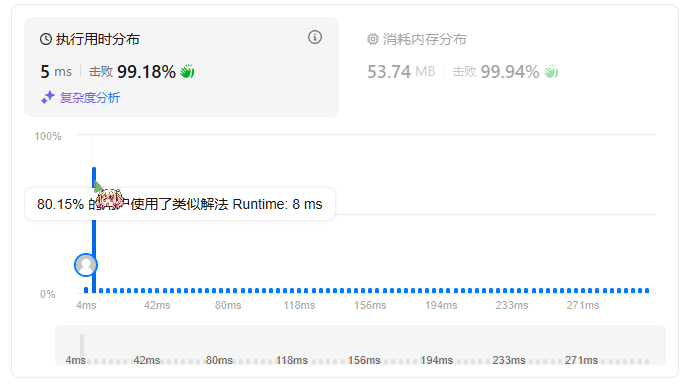 执行用时分布
消耗内存分布
5 ms 击败 99.18%
53.74 MB 击败 99.94%
复杂度分析
100%
80.15% 的用户使用了类似解法 Runtime: 8 ms
0%
4ms 42ms 80ms 118ms 156ms 194ms 233ms 271ms
4ms 42ms 80ms 118ms 156ms 194ms 233ms 271ms